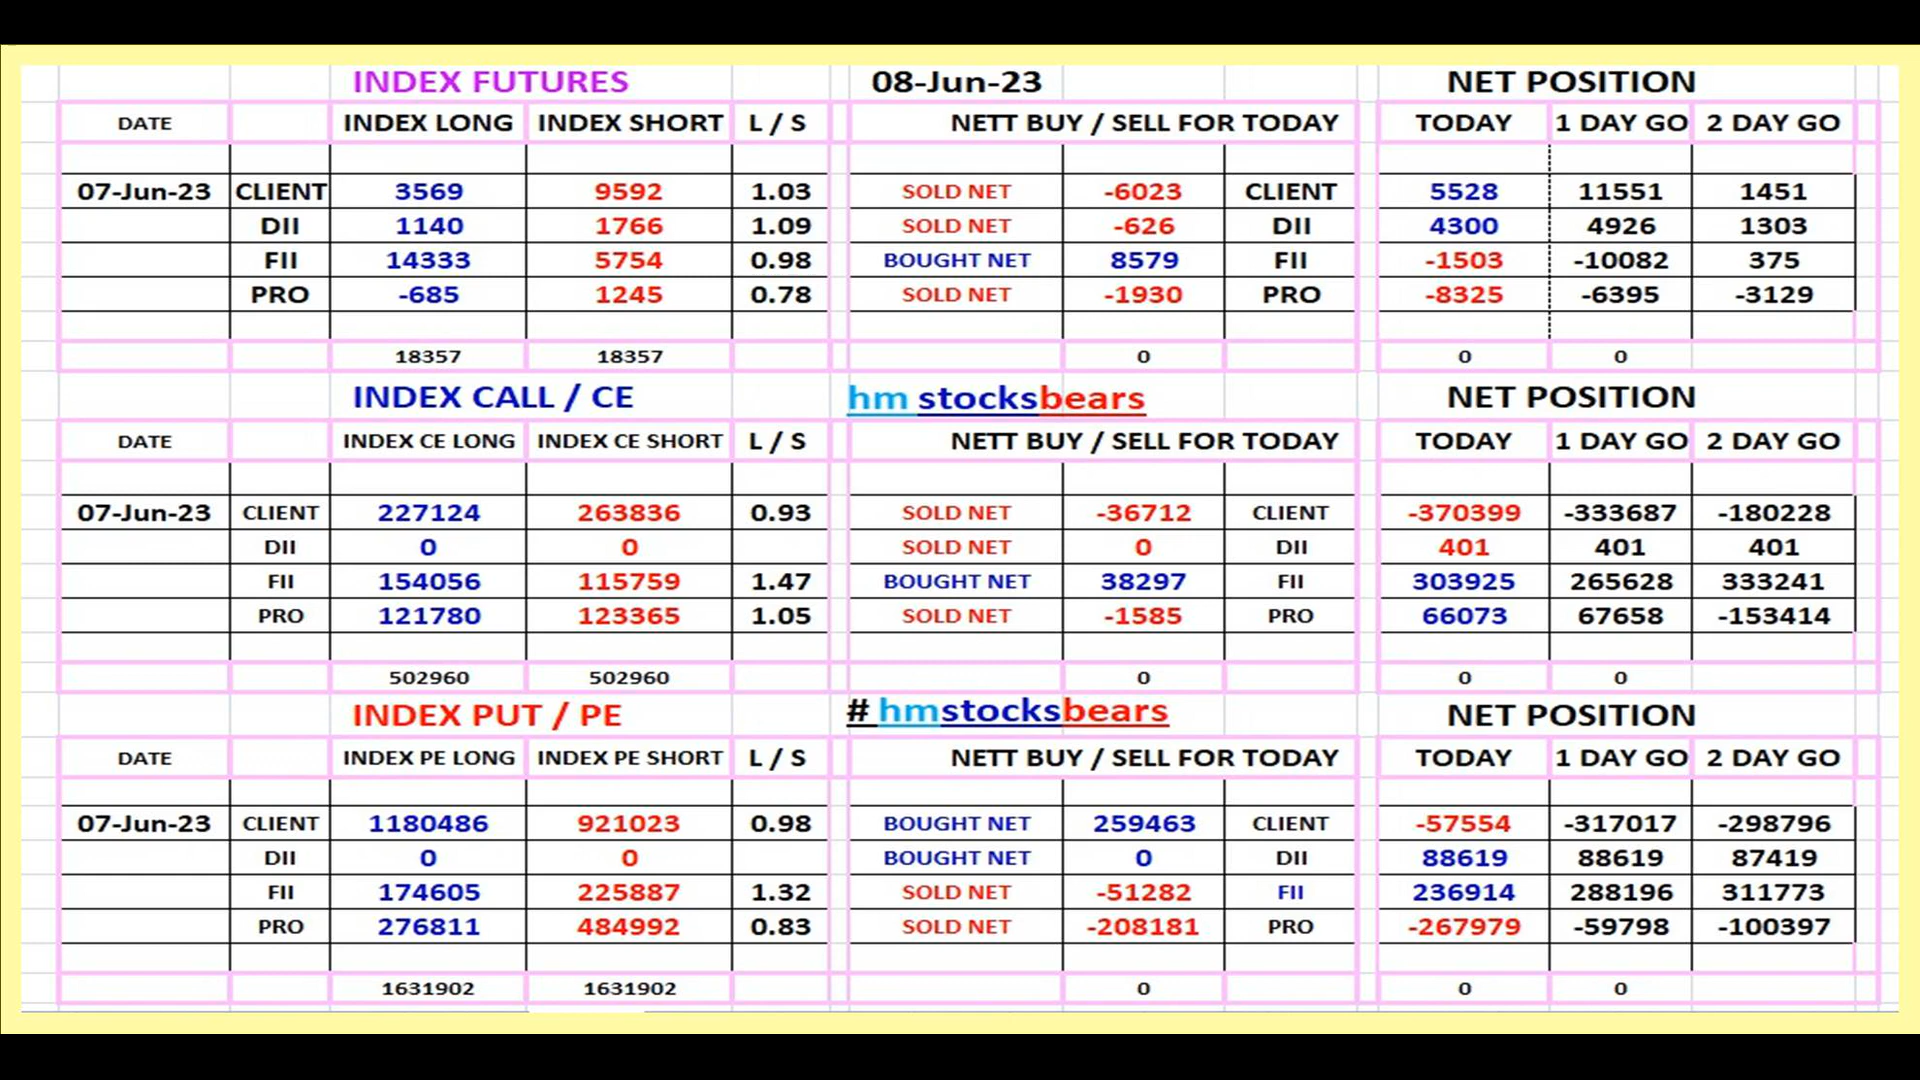 INDEX FUTURES 08-Jun-23 NET POSITION
DATE INDEX LONG INDEX SHORT L / S NETT BUY / SELL FOR TODAY TODAY 1 DAY GO 2 DAY GO
07-Jun-23 CLIENT 3569 9592 1.03 SOLD NET -6023 CLIENT 5528 11551 1451
DII 1140 1766 1.09 SOLD NET -626 DII 4300 4926 1303
FII 14333 5754 0.98 BOUGHT NET 8579 FII -1503 -10082 375
PRO -685 1245 0.78 SOLD NET -1930 PRO -8325 -6395 -3129
18357 18357 0 0 0
INDEX CALL / CE hm stocksbears NET POSITION
DATE INDEX CE LONG INDEX CE SHORT L / S NETT BUY / SELL FOR TODAY TODAY 1 DAY GO 2 DAY GO
07-Jun-23 CLIENT 227124 263836 0.93 SOLD NET -36712 CLIENT -370399 -333687 -180228
DII 0 0 SOLD NET 0 DII 401 401 401
FII 154056 115759 1.47 BOUGHT NET 38297 FII 303925 265628 333241
PRO 121780 123365 1.05 SOLD NET -1585 PRO 66073 67658 -153414
502960 502960 0 0 0
INDEX PUT / PE # hmstocksbears NET POSITION
DATE INDEX PE LONG INDEX PE SHORT L / S NETT BUY / SELL FOR TODAY TODAY 1 DAY GO 2 DAY GO
07-Jun-23 CLIENT 1180486 921023 0.98 BOUGHT NET 259463 CLIENT -57554 -317017 -298796
DII 0 0 BOUGHT NET 0 DII 88619 88619 87419
FII 174605 225887 1.32 SOLD NET -51282 FII 236914 288196 311773
PRO 276811 484992 0.83 SOLD NET -208181 PRO -267979 -59798 -100397
1631902 1631902 0 0 0